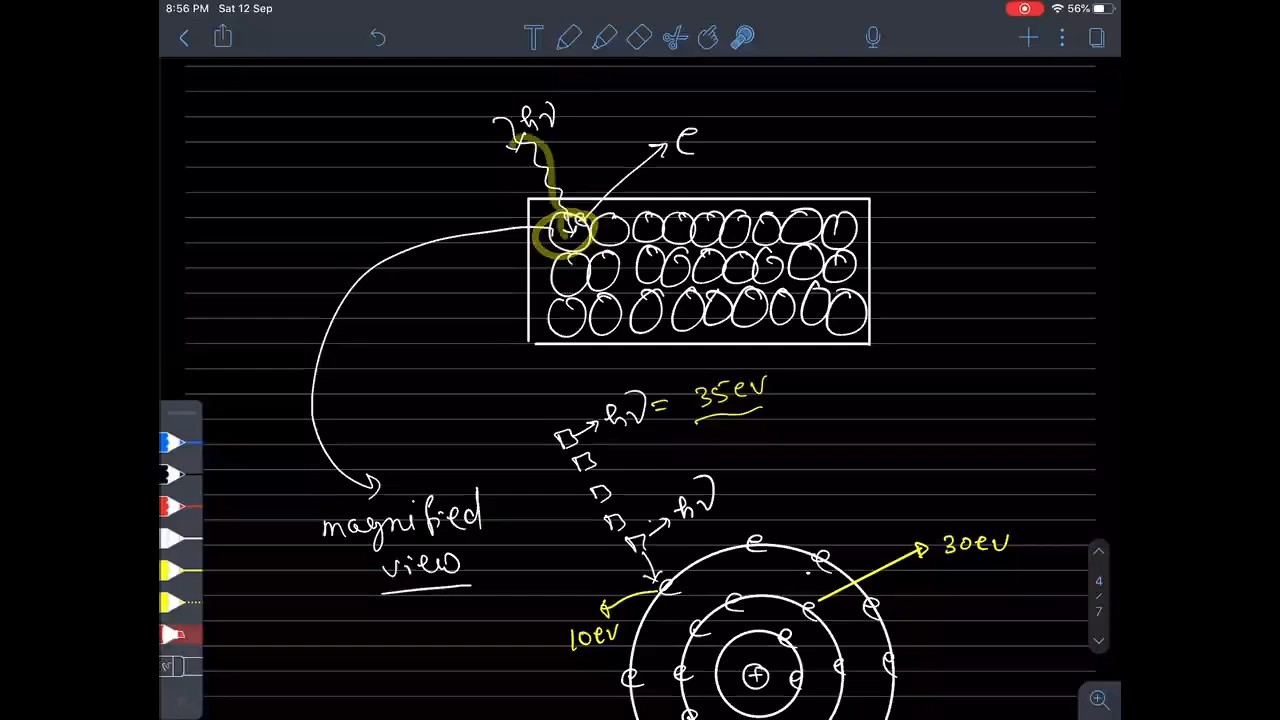 8:56 PM Sat 12 Sep
56%
hν
e
hν = 35ev
hν
magnified
view
30ev
10ev
e e e e e e e e e e e e e
+
4
/
7